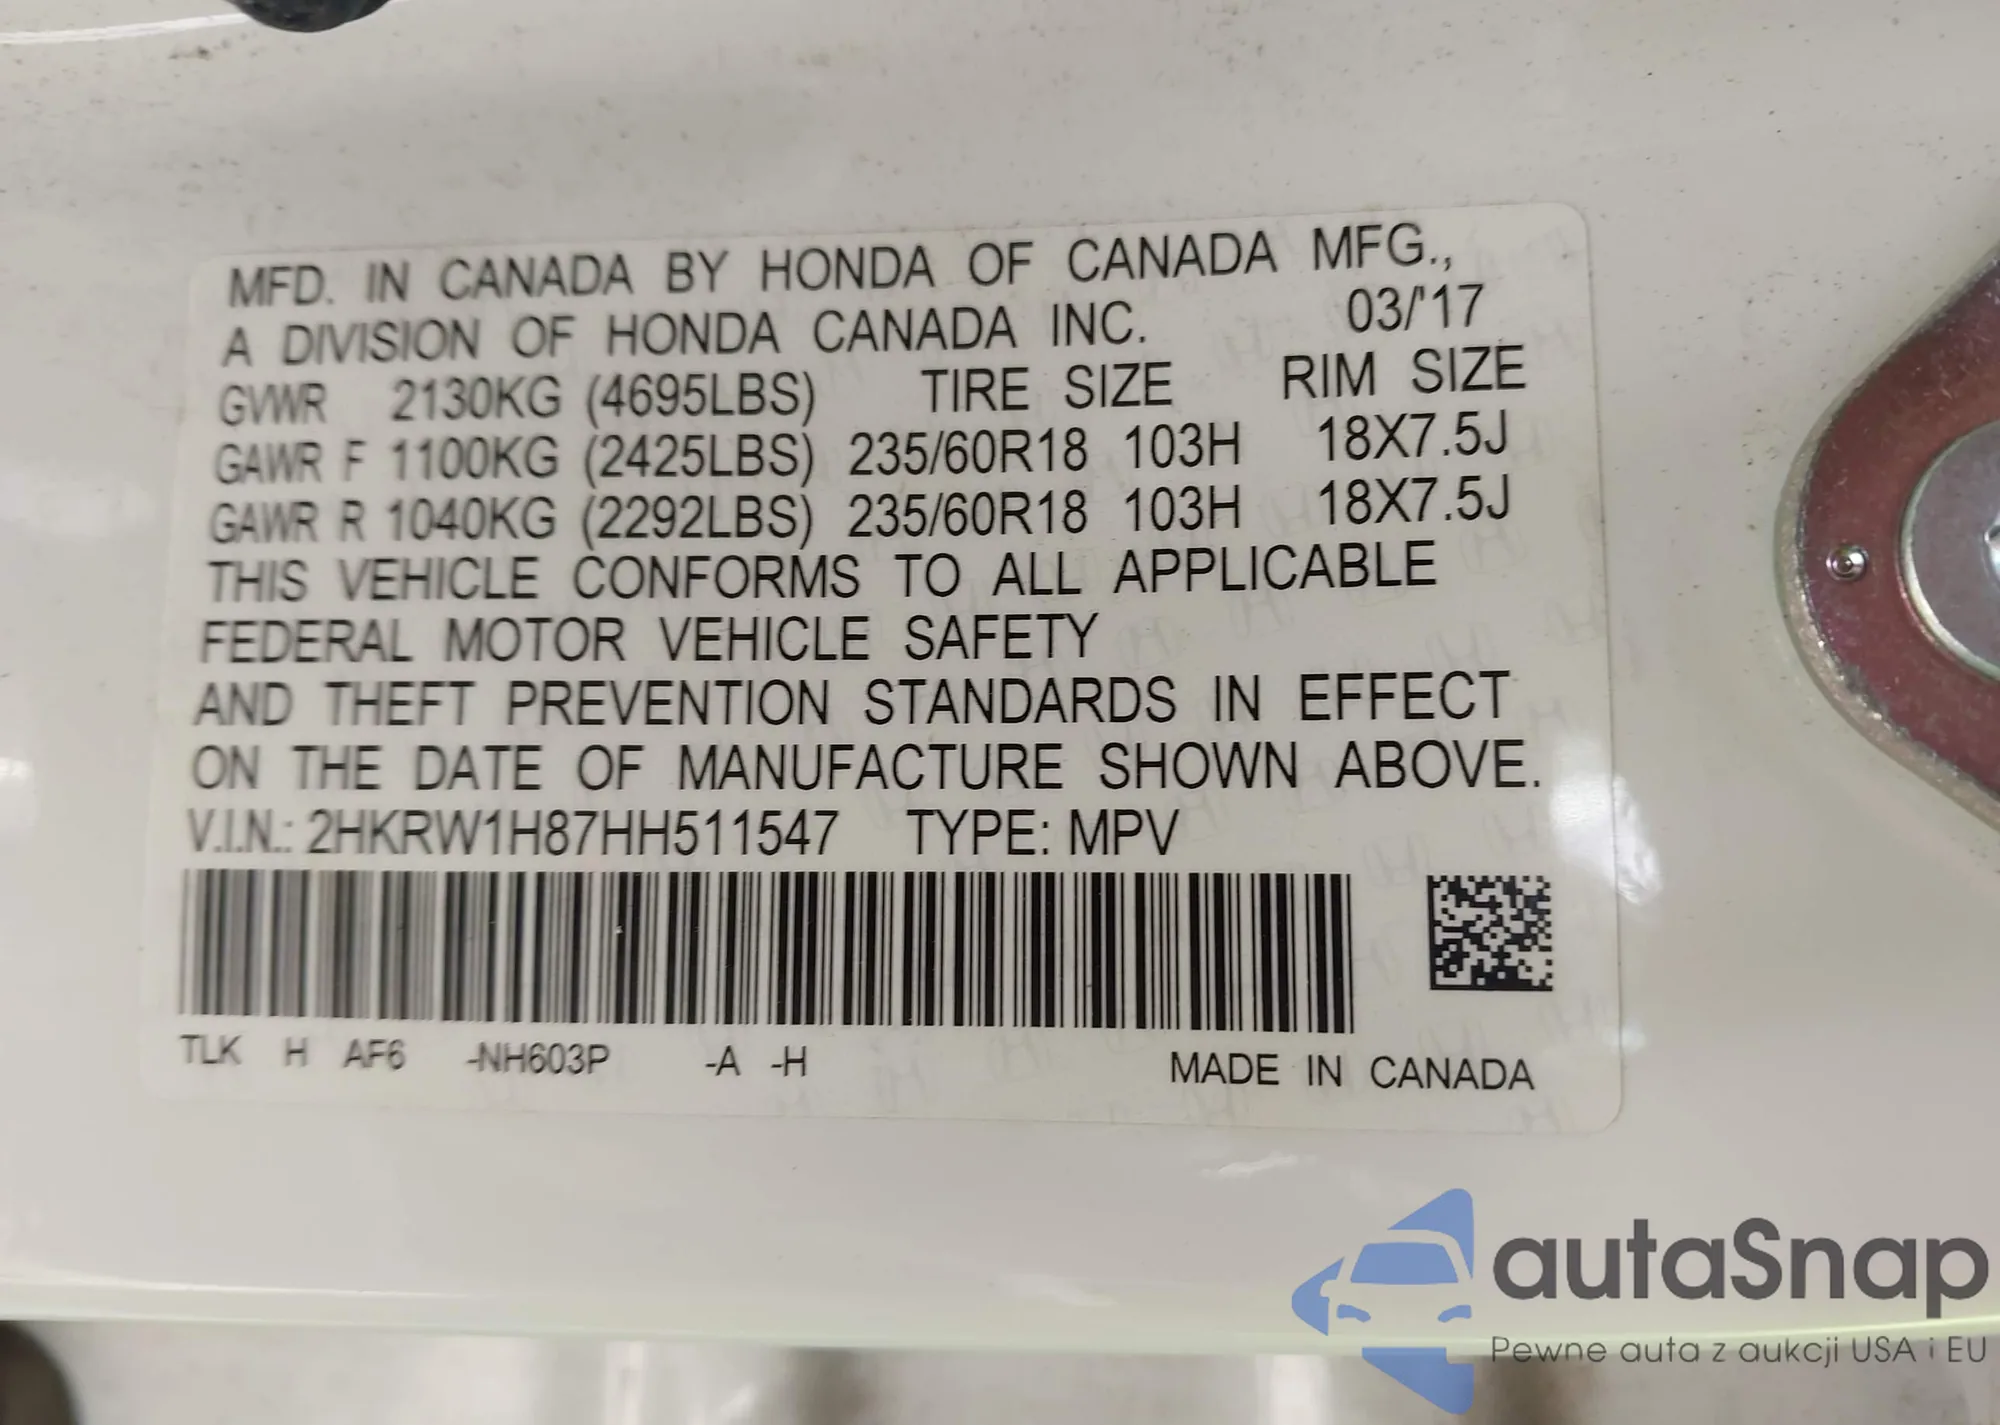 MFD. IN CANADA BY HONDA OF CANADA MFG.,
A DIVISION OF HONDA CANADA INC. 03/'17
GVWR 2130KG (4695LBS) TIRE SIZE RIM SIZE
GAWR F 1100KG (2425LBS) 235/60R18 103H 18X7.5J
GAWR R 1040KG (2292LBS) 235/60R18 103H 18X7.5J
THIS VEHICLE CONFORMS TO ALL APPLICABLE
FEDERAL MOTOR VEHICLE SAFETY
AND THEFT PREVENTION STANDARDS IN EFFECT
ON THE DATE OF MANUFACTURE SHOWN ABOVE.
V.I.N.: 2HKRW1H87HH511547 TYPE: MPV
TLK H AF6 -NH603P -A -H MADE IN CANADA
autaSnap
Pewne auta z aukcji USA i EU